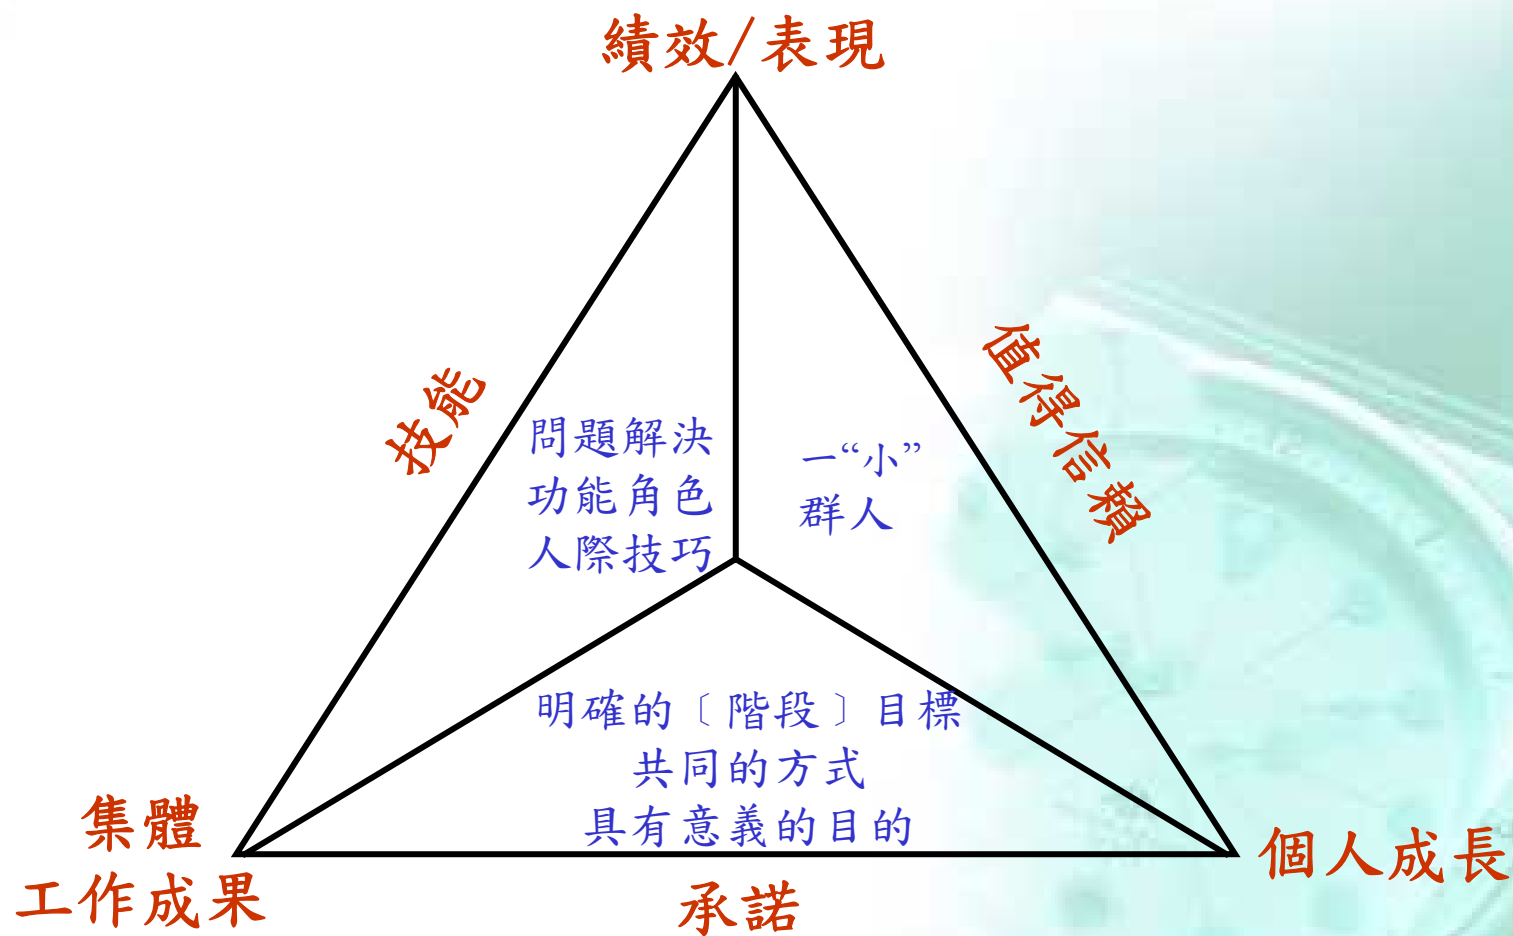 績效/表現
技能
值得信賴
問題解決
功能角色
人際技巧
一“小”
群人
明確的〔階段〕目標
共同的方式
具有意義的目的
集體
工作成果
個人成長
承諾